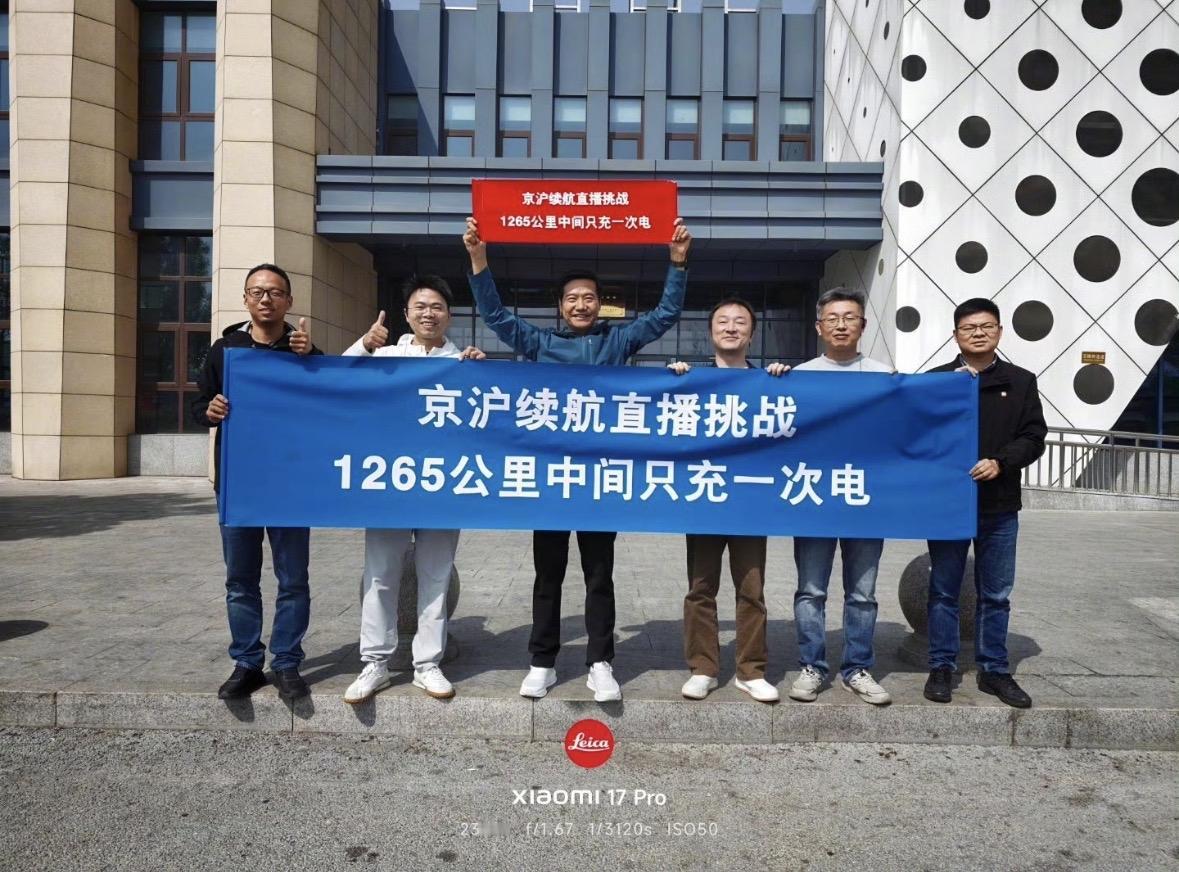 京沪续航直播挑战
1265公里中间只充一次电
京沪续航直播挑战
1265公里中间只充一次电
Leica
xiaomi 17 Pro
23 f/1.67 1/3120s ISO50